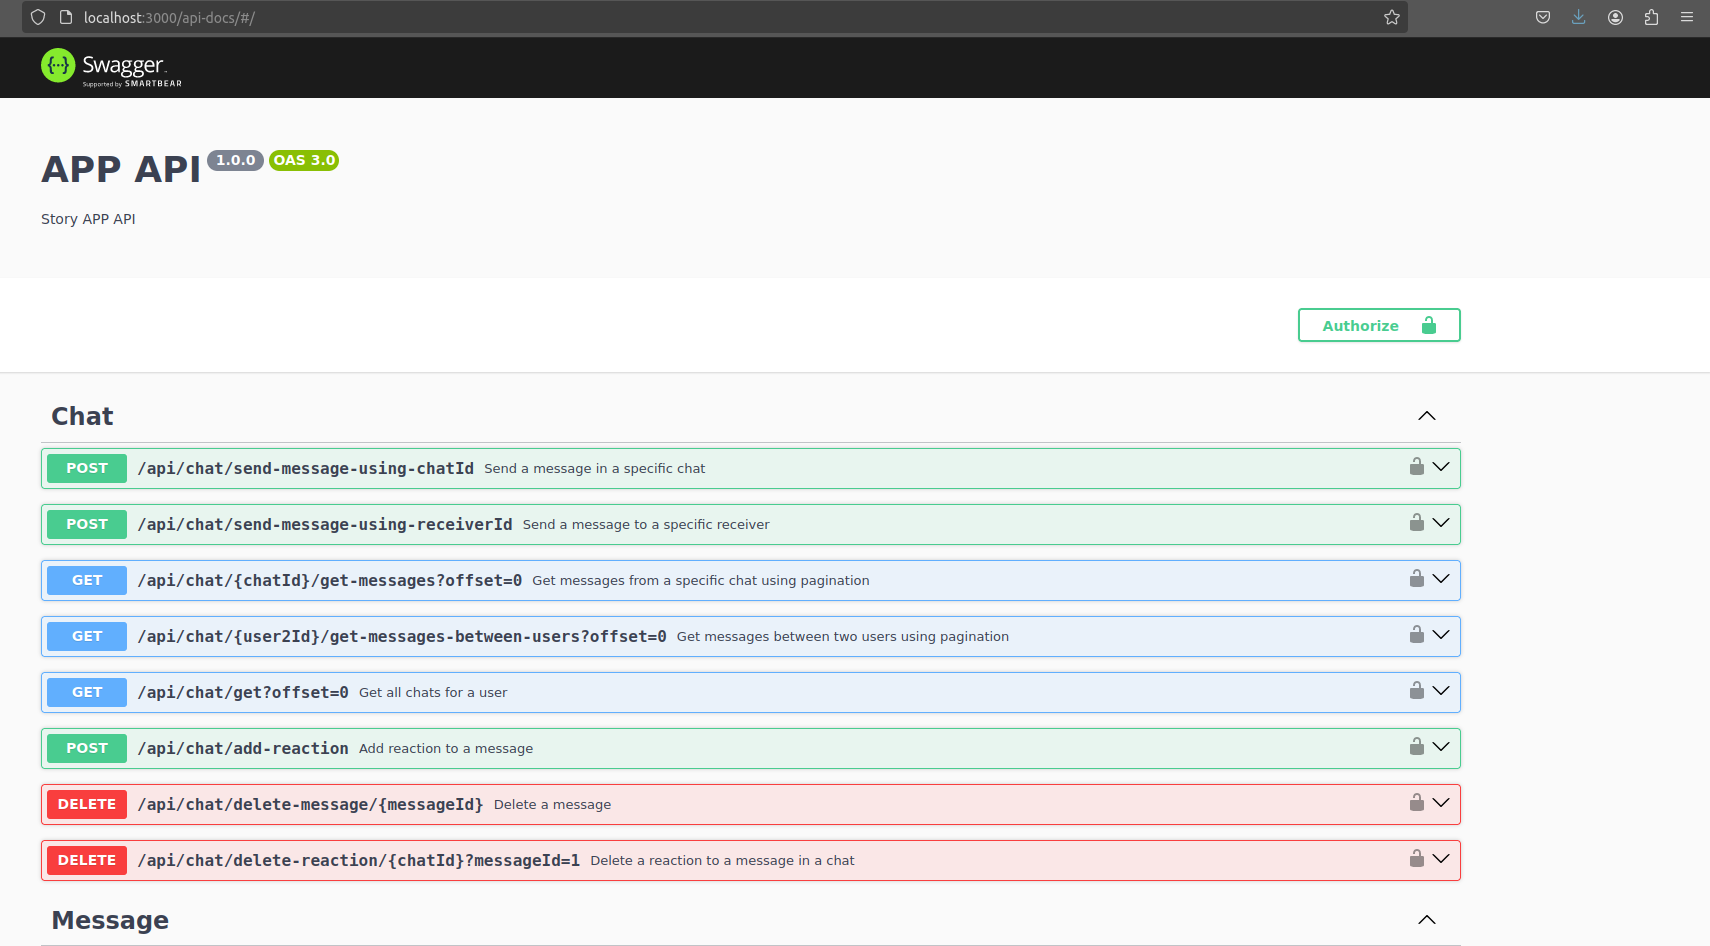 localhost:3000/api-docs/#/
{···} Swagger.
Supported by SMARTBEAR
APP API 1.0.0 OAS 3.0
Story APP API
Authorize
Chat
POST /api/chat/send-message-using-chatId Send a message in a specific chat
POST /api/chat/send-message-using-receiverId Send a message to a specific receiver
GET /api/chat/{chatId}/get-messages?offset=0 Get messages from a specific chat using pagination
GET /api/chat/{user2Id}/get-messages-between-users?offset=0 Get messages between two users using pagination
GET /api/chat/get?offset=0 Get all chats for a user
POST /api/chat/add-reaction Add reaction to a message
DELETE /api/chat/delete-message/{messageId} Delete a message
DELETE /api/chat/delete-reaction/{chatId}?messageId=1 Delete a reaction to a message in a chat
Message